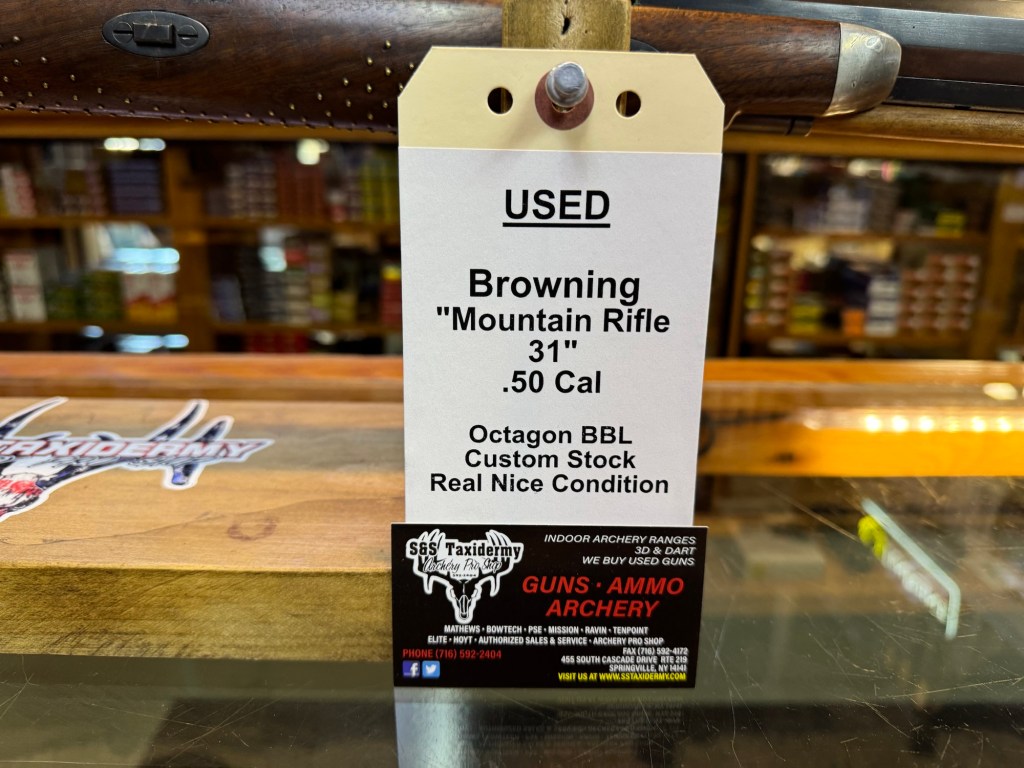 USED
Browning
"Mountain Rifle
31"
.50 Cal
Octagon BBL
Custom Stock
Real Nice Condition
TAXIDERMY
S&S Taxidermy
Archery Pro Shop
INDOOR ARCHERY RANGES
3D & DART
WE BUY USED GUNS
GUNS · AMMO
ARCHERY
MATHEWS • BOWTECH • PSE • MISSION • RAVIN • TENPOINT
ELITE • HOYT • AUTHORIZED SALES & SERVICE • ARCHERY PRO SHOP
PHONE (716) 592-2404
FAX (716) 592-4172
455 SOUTH CASCADE DRIVE RTE 219
SPRINGVILLE, NY 14141
VISIT US AT WWW.SSTAXIDERMY.COM